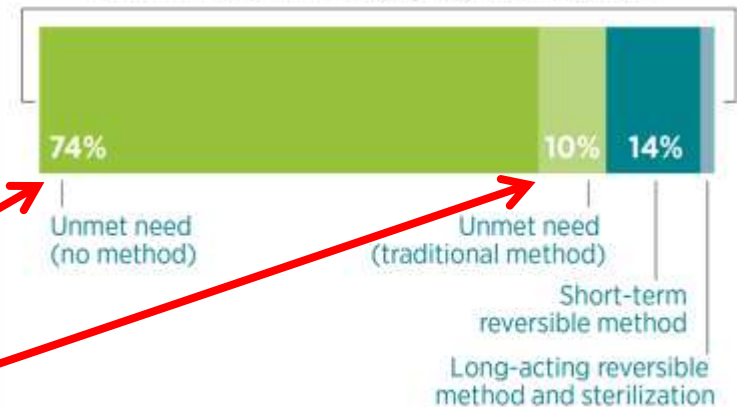 74%
10%
14%
Unmet need
(no method)
Unmet need
(traditional method)
Short-term
reversible method
Long-acting reversible
method and sterilization